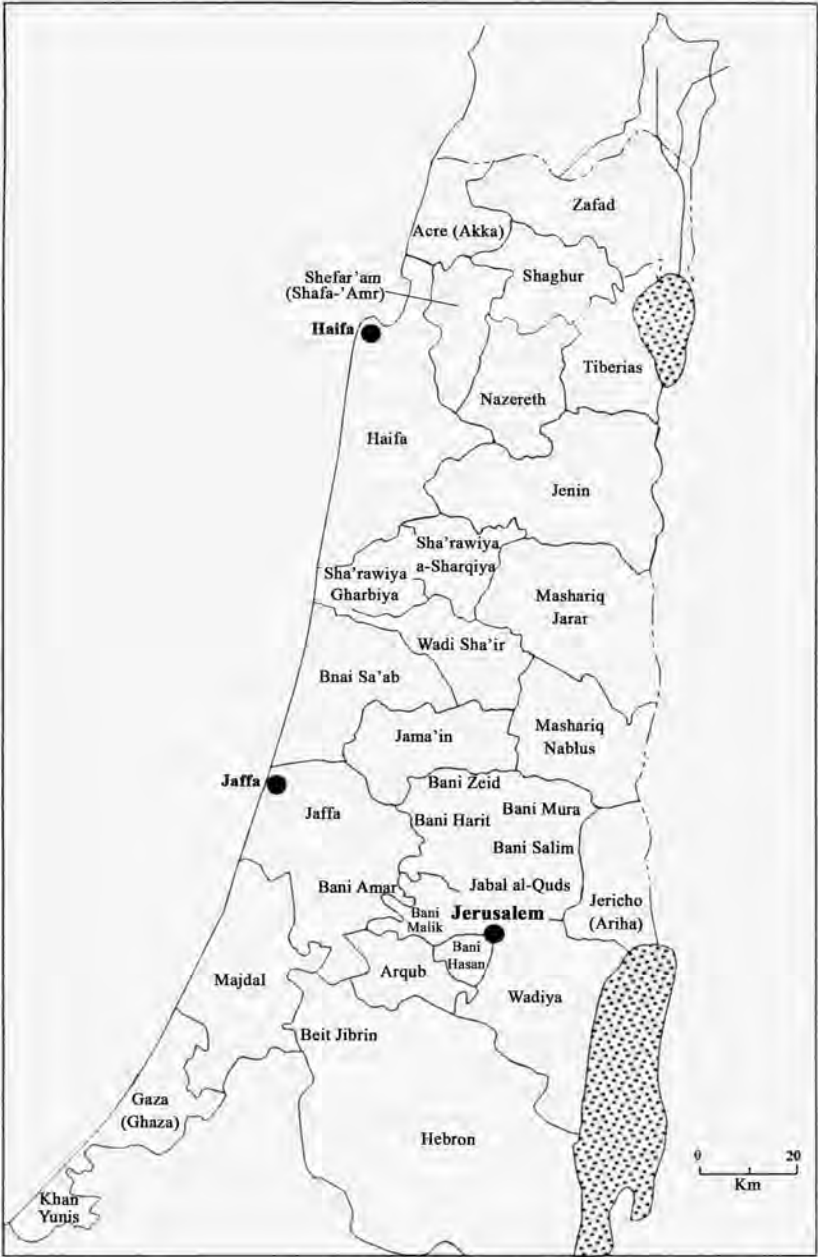 Zafad
Acre (Akka)
Shaghur
Shefar'am
(Shafa-'Amr)
Haifa
Tiberias
Nazereth
Haifa
Jenin
Sha'rawiya
a-Sharqiya
Sha'rawiya
Gharbiya
Mashariq
Jarar
Wadi Sha'ir
Bnai Sa'ab
Mashariq
Nablus
Jama'in
Jaffa
Bani Zeid
Jaffa
Bani Mura
Bani Harit
Bani Salim
Bani Amar
Jabal al-Quds
Jericho
(Ariha)
Bani
Malik
Jerusalem
Bani
Hasan
Arqub
Majdal
Wadiya
Beit Jibrin
Gaza
(Ghaza)
Hebron
0 20
Km
Khan
Yunis